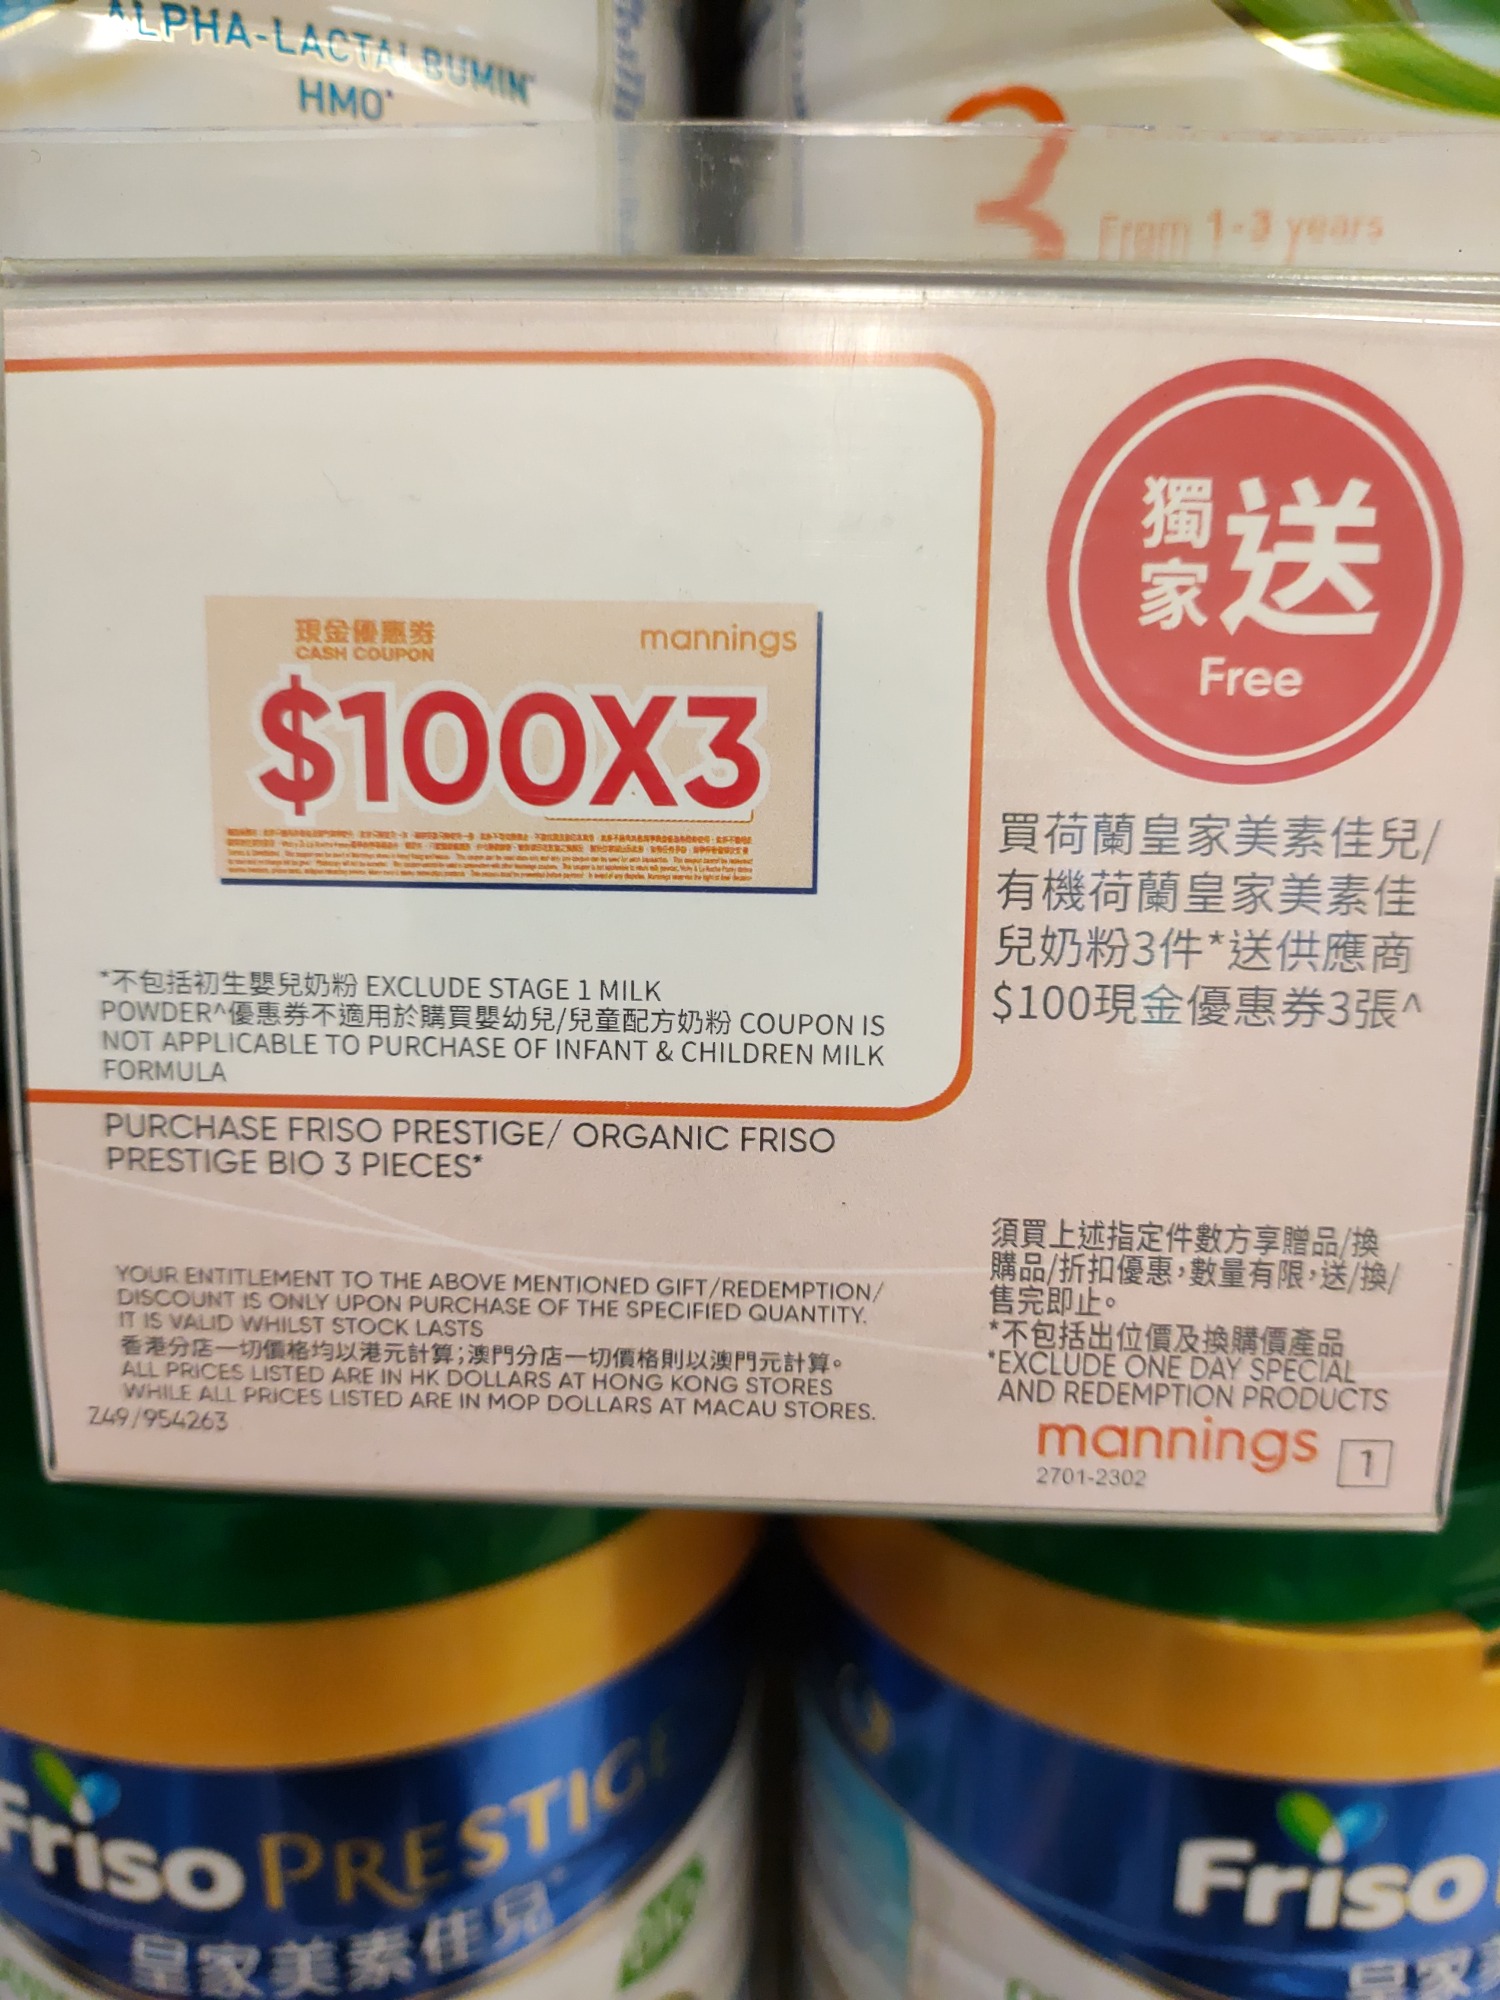 ALPHA-LACTALBUMIN
HMO
3
From 1-3 years
現金優惠券
CASH COUPON
mannings
$100X3
*不包括初生嬰兒奶粉 EXCLUDE STAGE 1 MILK
POWDER^優惠券不適用於購買嬰幼兒/兒童配方奶粉 COUPON IS
NOT APPLICABLE TO PURCHASE OF INFANT & CHILDREN MILK
FORMULA
PURCHASE FRISO PRESTIGE/ ORGANIC FRISO
PRESTIGE BIO 3 PIECES*
YOUR ENTITLEMENT TO THE ABOVE MENTIONED GIFT/REDEMPTION/
DISCOUNT IS ONLY UPON PURCHASE OF THE SPECIFIED QUANTITY.
IT IS VALID WHILST STOCK LASTS
香港分店一切價格均以港元計算;澳門分店一切價格則以澳門元計算。
ALL PRICES LISTED ARE IN HK DOLLARS AT HONG KONG STORES
WHILE ALL PRICES LISTED ARE IN MOP DOLLARS AT MACAU STORES.
Z49/954263
獨家
送
Free
買荷蘭皇家美素佳兒/
有機荷蘭皇家美素佳
兒奶粉3件*送供應商
$100現金優惠券3張^
須買上述指定件數方享贈品/換
購品/折扣優惠,數量有限,送/換/
售完即止。
*不包括出位價及換購價產品
*EXCLUDE ONE DAY SPECIAL
AND REDEMPTION PRODUCTS
mannings
1
2701-2302
Friso PRESTIGE
皇家美素佳兒
Friso
皇家